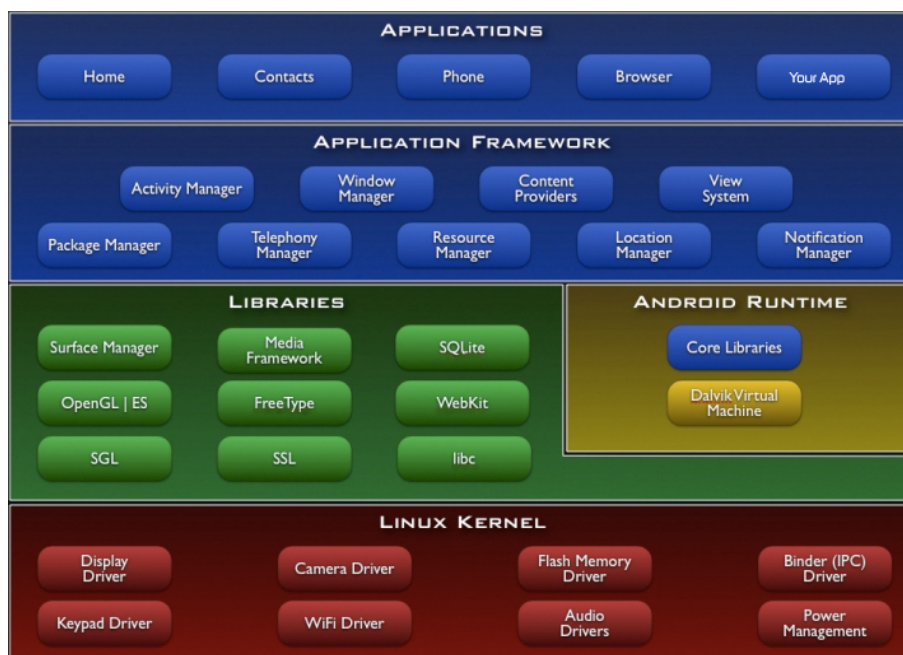 APPLICATIONS
Home
Contacts
Phone
Browser
Your App
APPLICATION FRAMEWORK
Activity Manager
Window
Manager
Content
Providers
View
System
Package Manager
Telephony
Manager
Resource
Manager
Location
Manager
Notification
Manager
LIBRARIES
Surface Manager
Media
Framework
SQLite
OpenGL | ES
FreeType
WebKit
SGL
SSL
libc
ANDROID RUNTIME
Core Libraries
Dalvik Virtual
Machine
LINUX KERNEL
Display
Driver
Camera Driver
Flash Memory
Driver
Binder (IPC)
Driver
Keypad Driver
WiFi Driver
Audio
Drivers
Power
Management